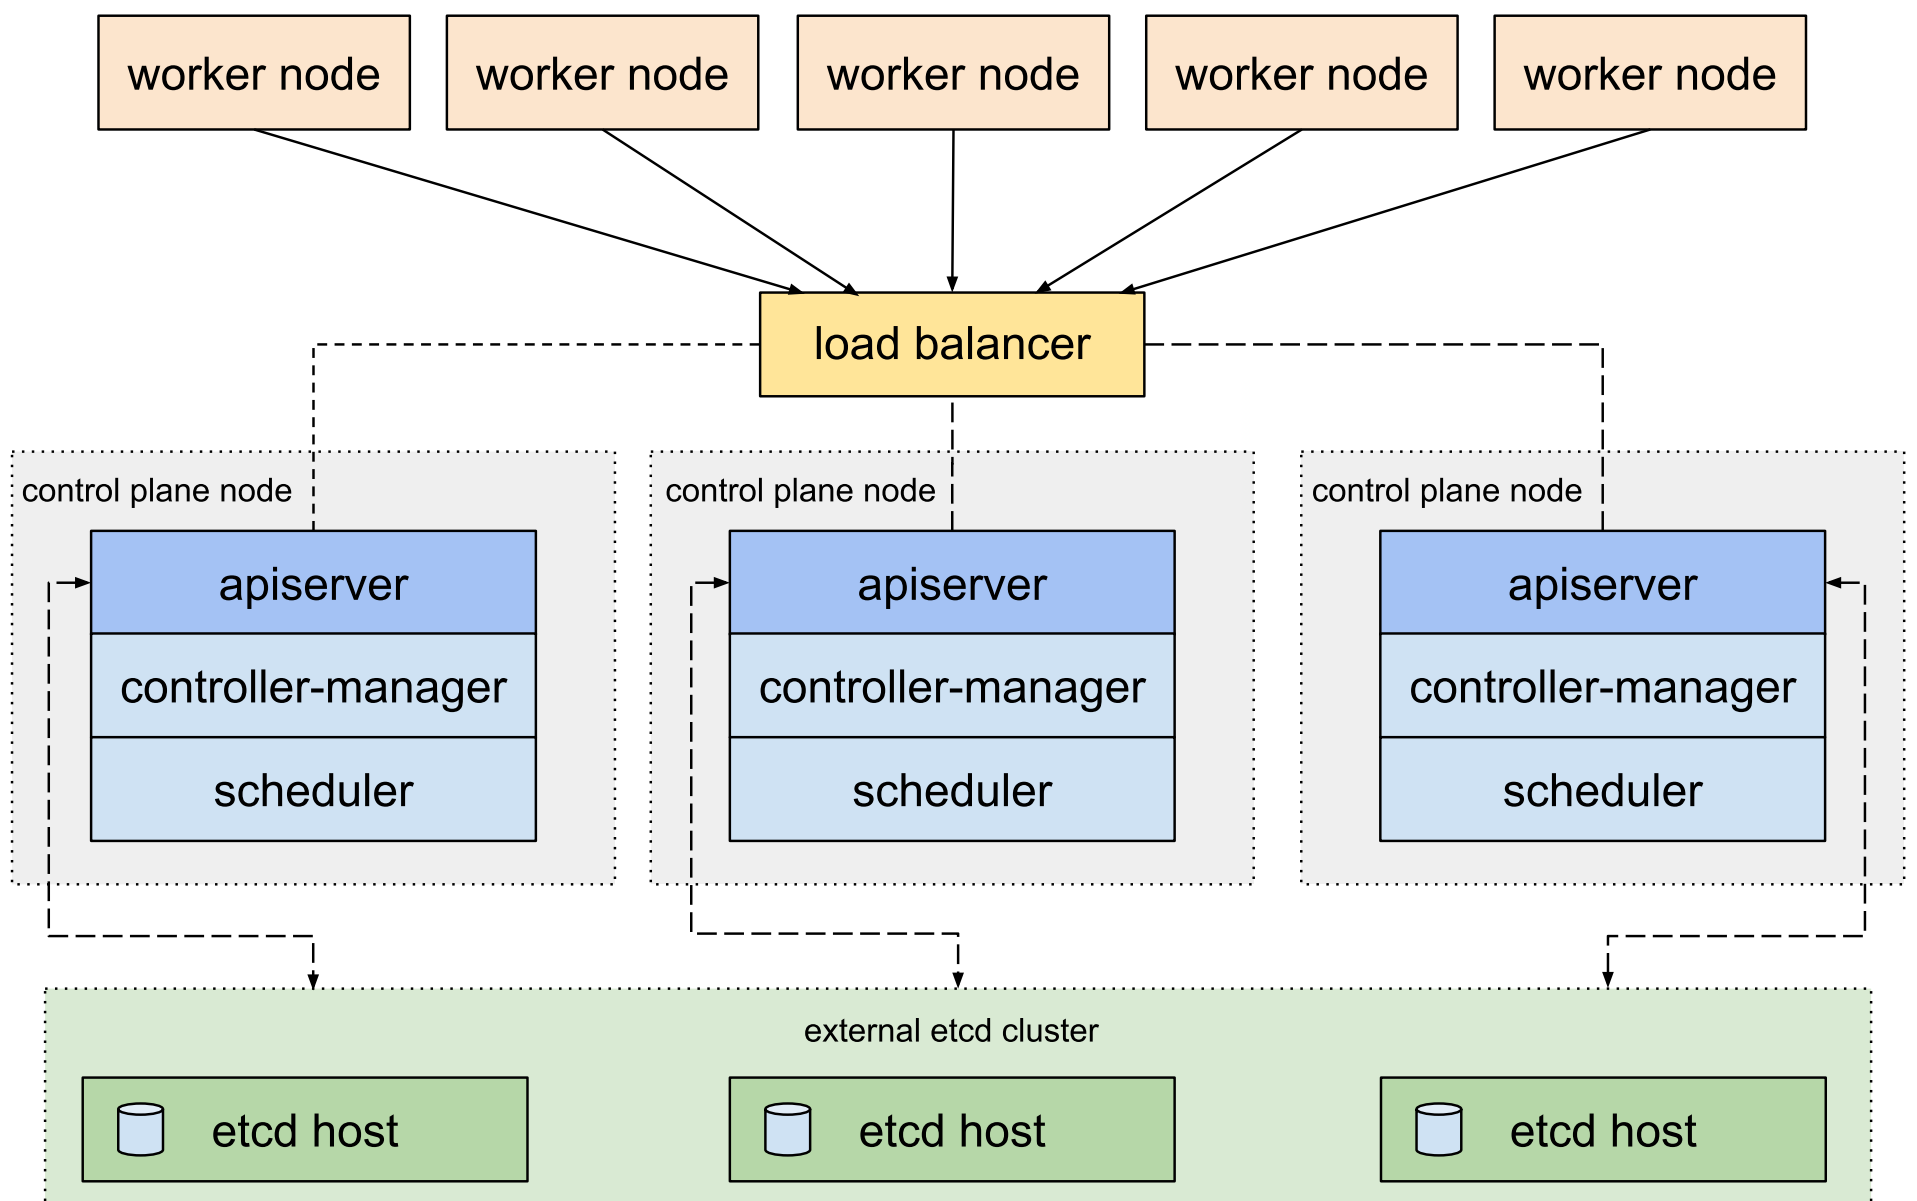 worker node
worker node
worker node
worker node
worker node
load balancer
control plane node
control plane node
control plane node
apiserver
apiserver
apiserver
controller-manager
controller-manager
controller-manager
scheduler
scheduler
scheduler
external etcd cluster
etcd host
etcd host
etcd host